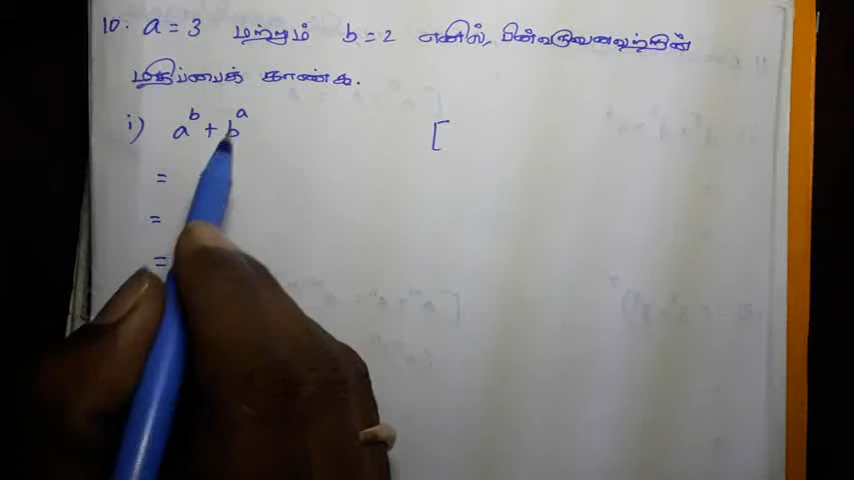 10. a = 3 மற்றும் b = 2 எனில், பின்வருவனவற்றின்
மதிப்பைக் காண்க.
i) a^b + b^a [
=
=
=